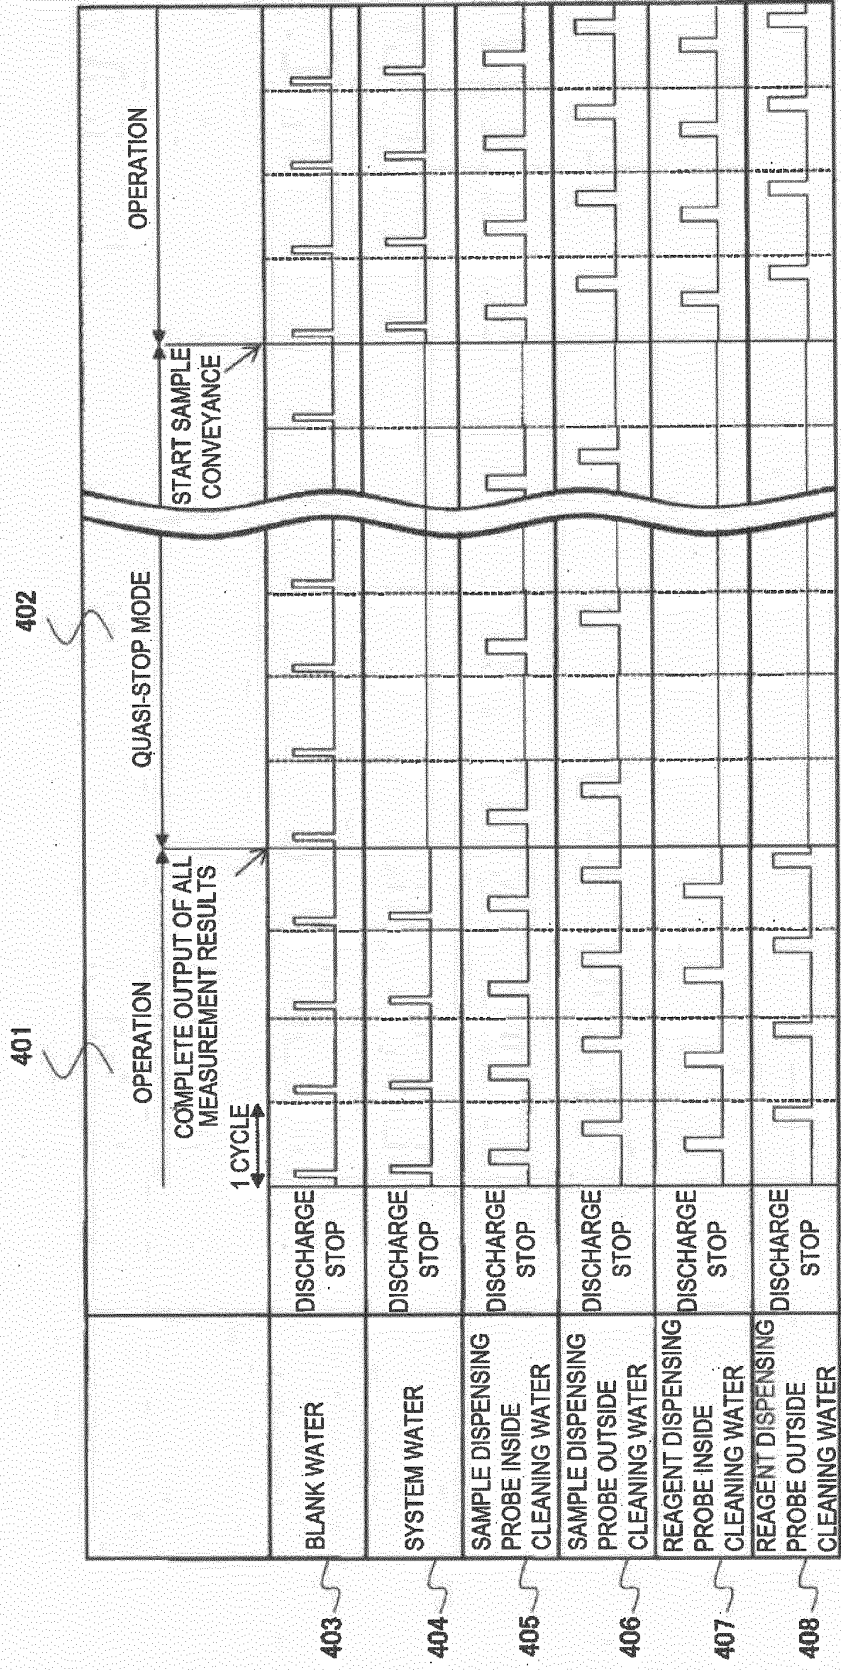 401
402
OPERATION
QUASI-STOP MODE
OPERATION
COMPLETE OUTPUT OF ALL
MEASUREMENT RESULTS
START SAMPLE
CONVEYANCE
1 CYCLE
403
BLANK WATER
DISCHARGE
STOP
404
SYSTEM WATER
DISCHARGE
STOP
405
SAMPLE DISPENSING
PROBE INSIDE
CLEANING WATER
DISCHARGE
STOP
406
SAMPLE DISPENSING
PROBE OUTSIDE
CLEANING WATER
DISCHARGE
STOP
407
REAGENT DISPENSING
PROBE INSIDE
CLEANING WATER
DISCHARGE
STOP
408
REAGENT DISPENSING
PROBE OUTSIDE
CLEANING WATER
DISCHARGE
STOP